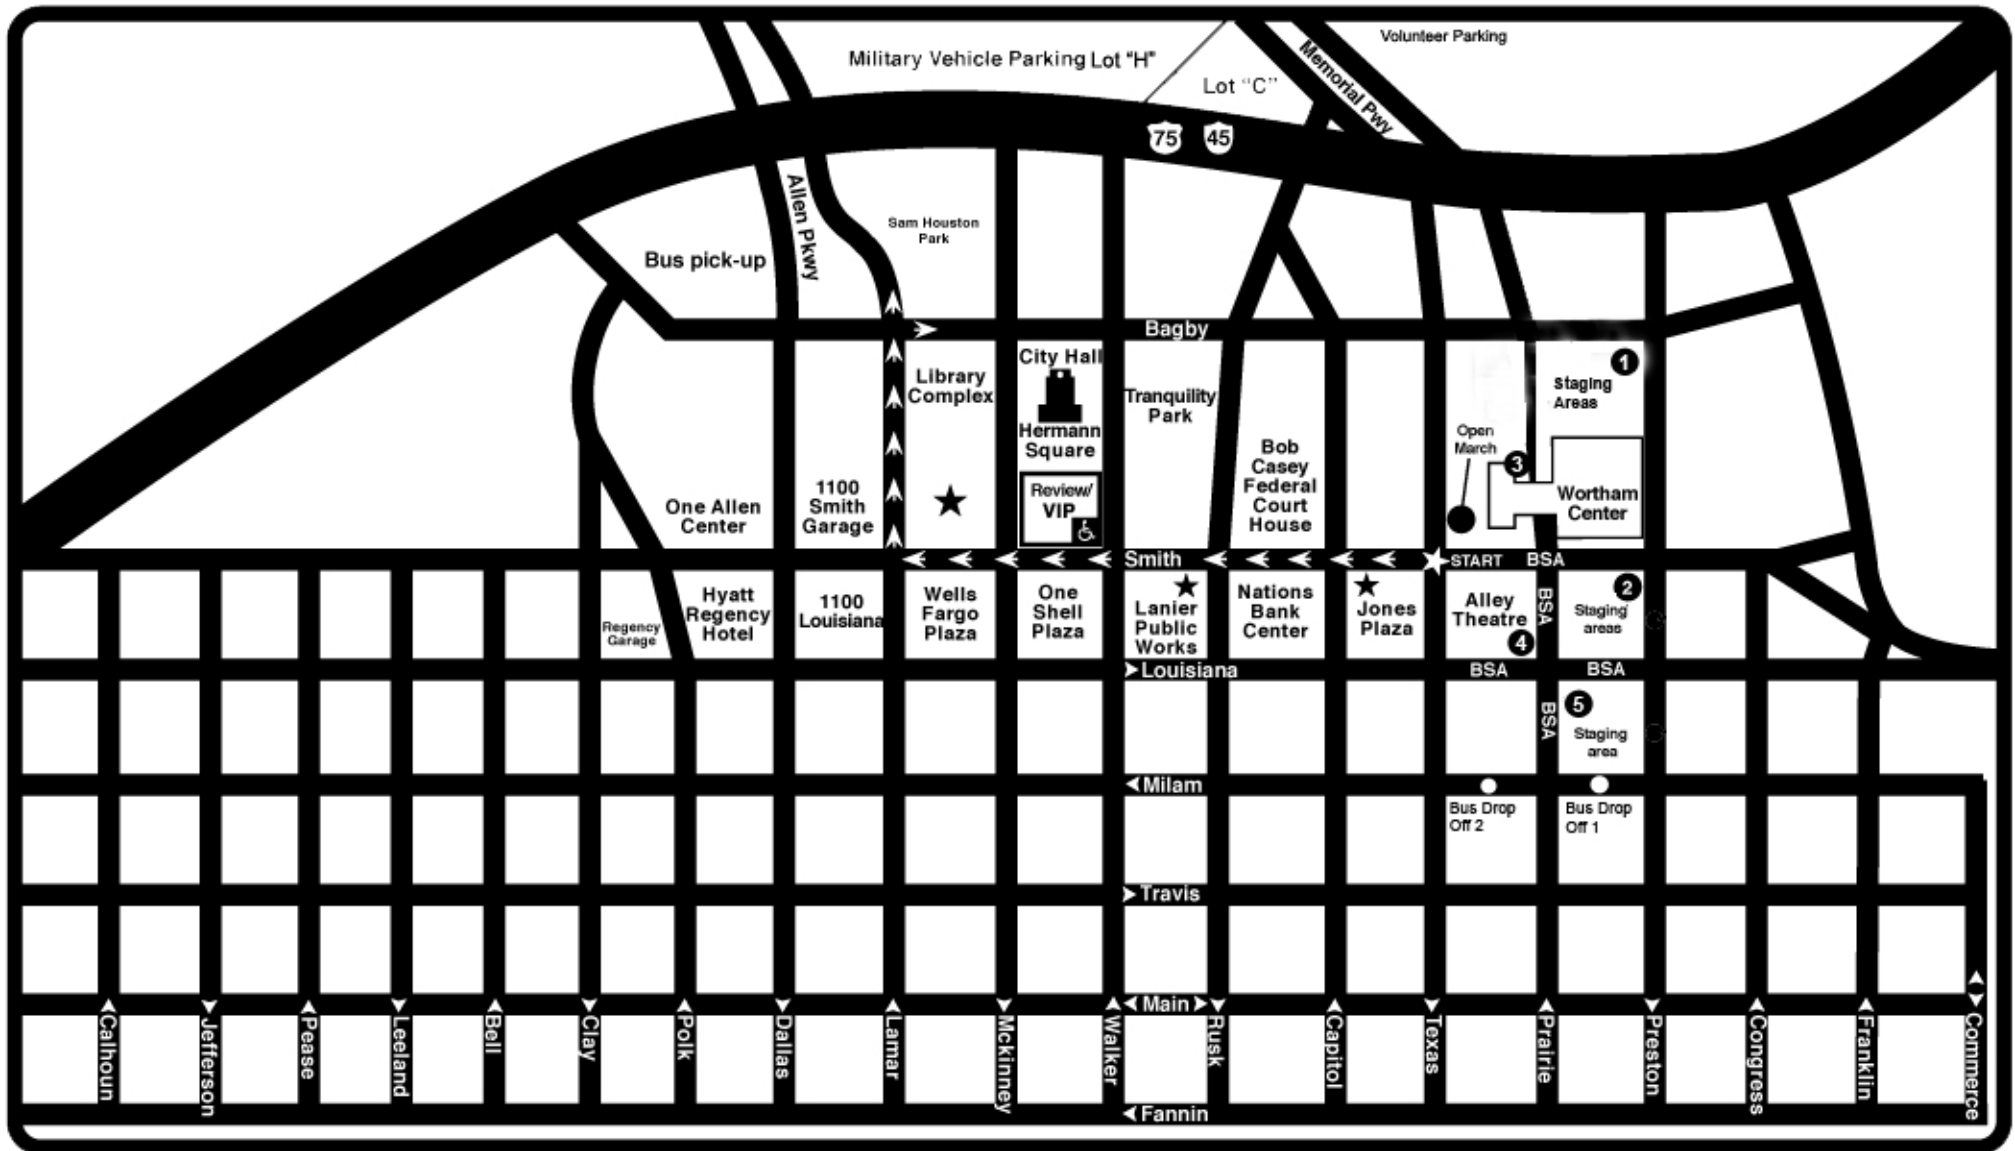 Volunteer Parking
Military Vehicle Parking Lot "H"
Lot "C"
Memorial Pwy
75
45
Allen Pkwy
Sam Houston
Park
Bus pick-up
Bagby
City Hall
Library
Complex
Hermann
Square
Review/
VIP
Tranquility
Park
Bob
Casey
Federal
Court
House
Open
March
1
Staging
Areas
3
Wortham
Center
One Allen
Center
1100
Smith
Garage
Smith
START
BSA
Regency
Garage
Hyatt
Regency
Hotel
1100
Louisiana
Wells
Fargo
Plaza
One
Shell
Plaza
Lanier
Public
Works
Nations
Bank
Center
Jones
Plaza
Alley
Theatre
4
BSA
2
Staging
areas
Louisiana
BSA
BSA
BSA
5
Staging
area
Milam
Bus Drop
Off 2
Bus Drop
Off 1
Travis
Main
Calhoun
Jefferson
Pease
Leeland
Bell
Clay
Polk
Dallas
Lamar
Mckinney
Walker
Rusk
Capitol
Texas
Prairie
Preston
Congress
Franklin
Commerce
Fannin